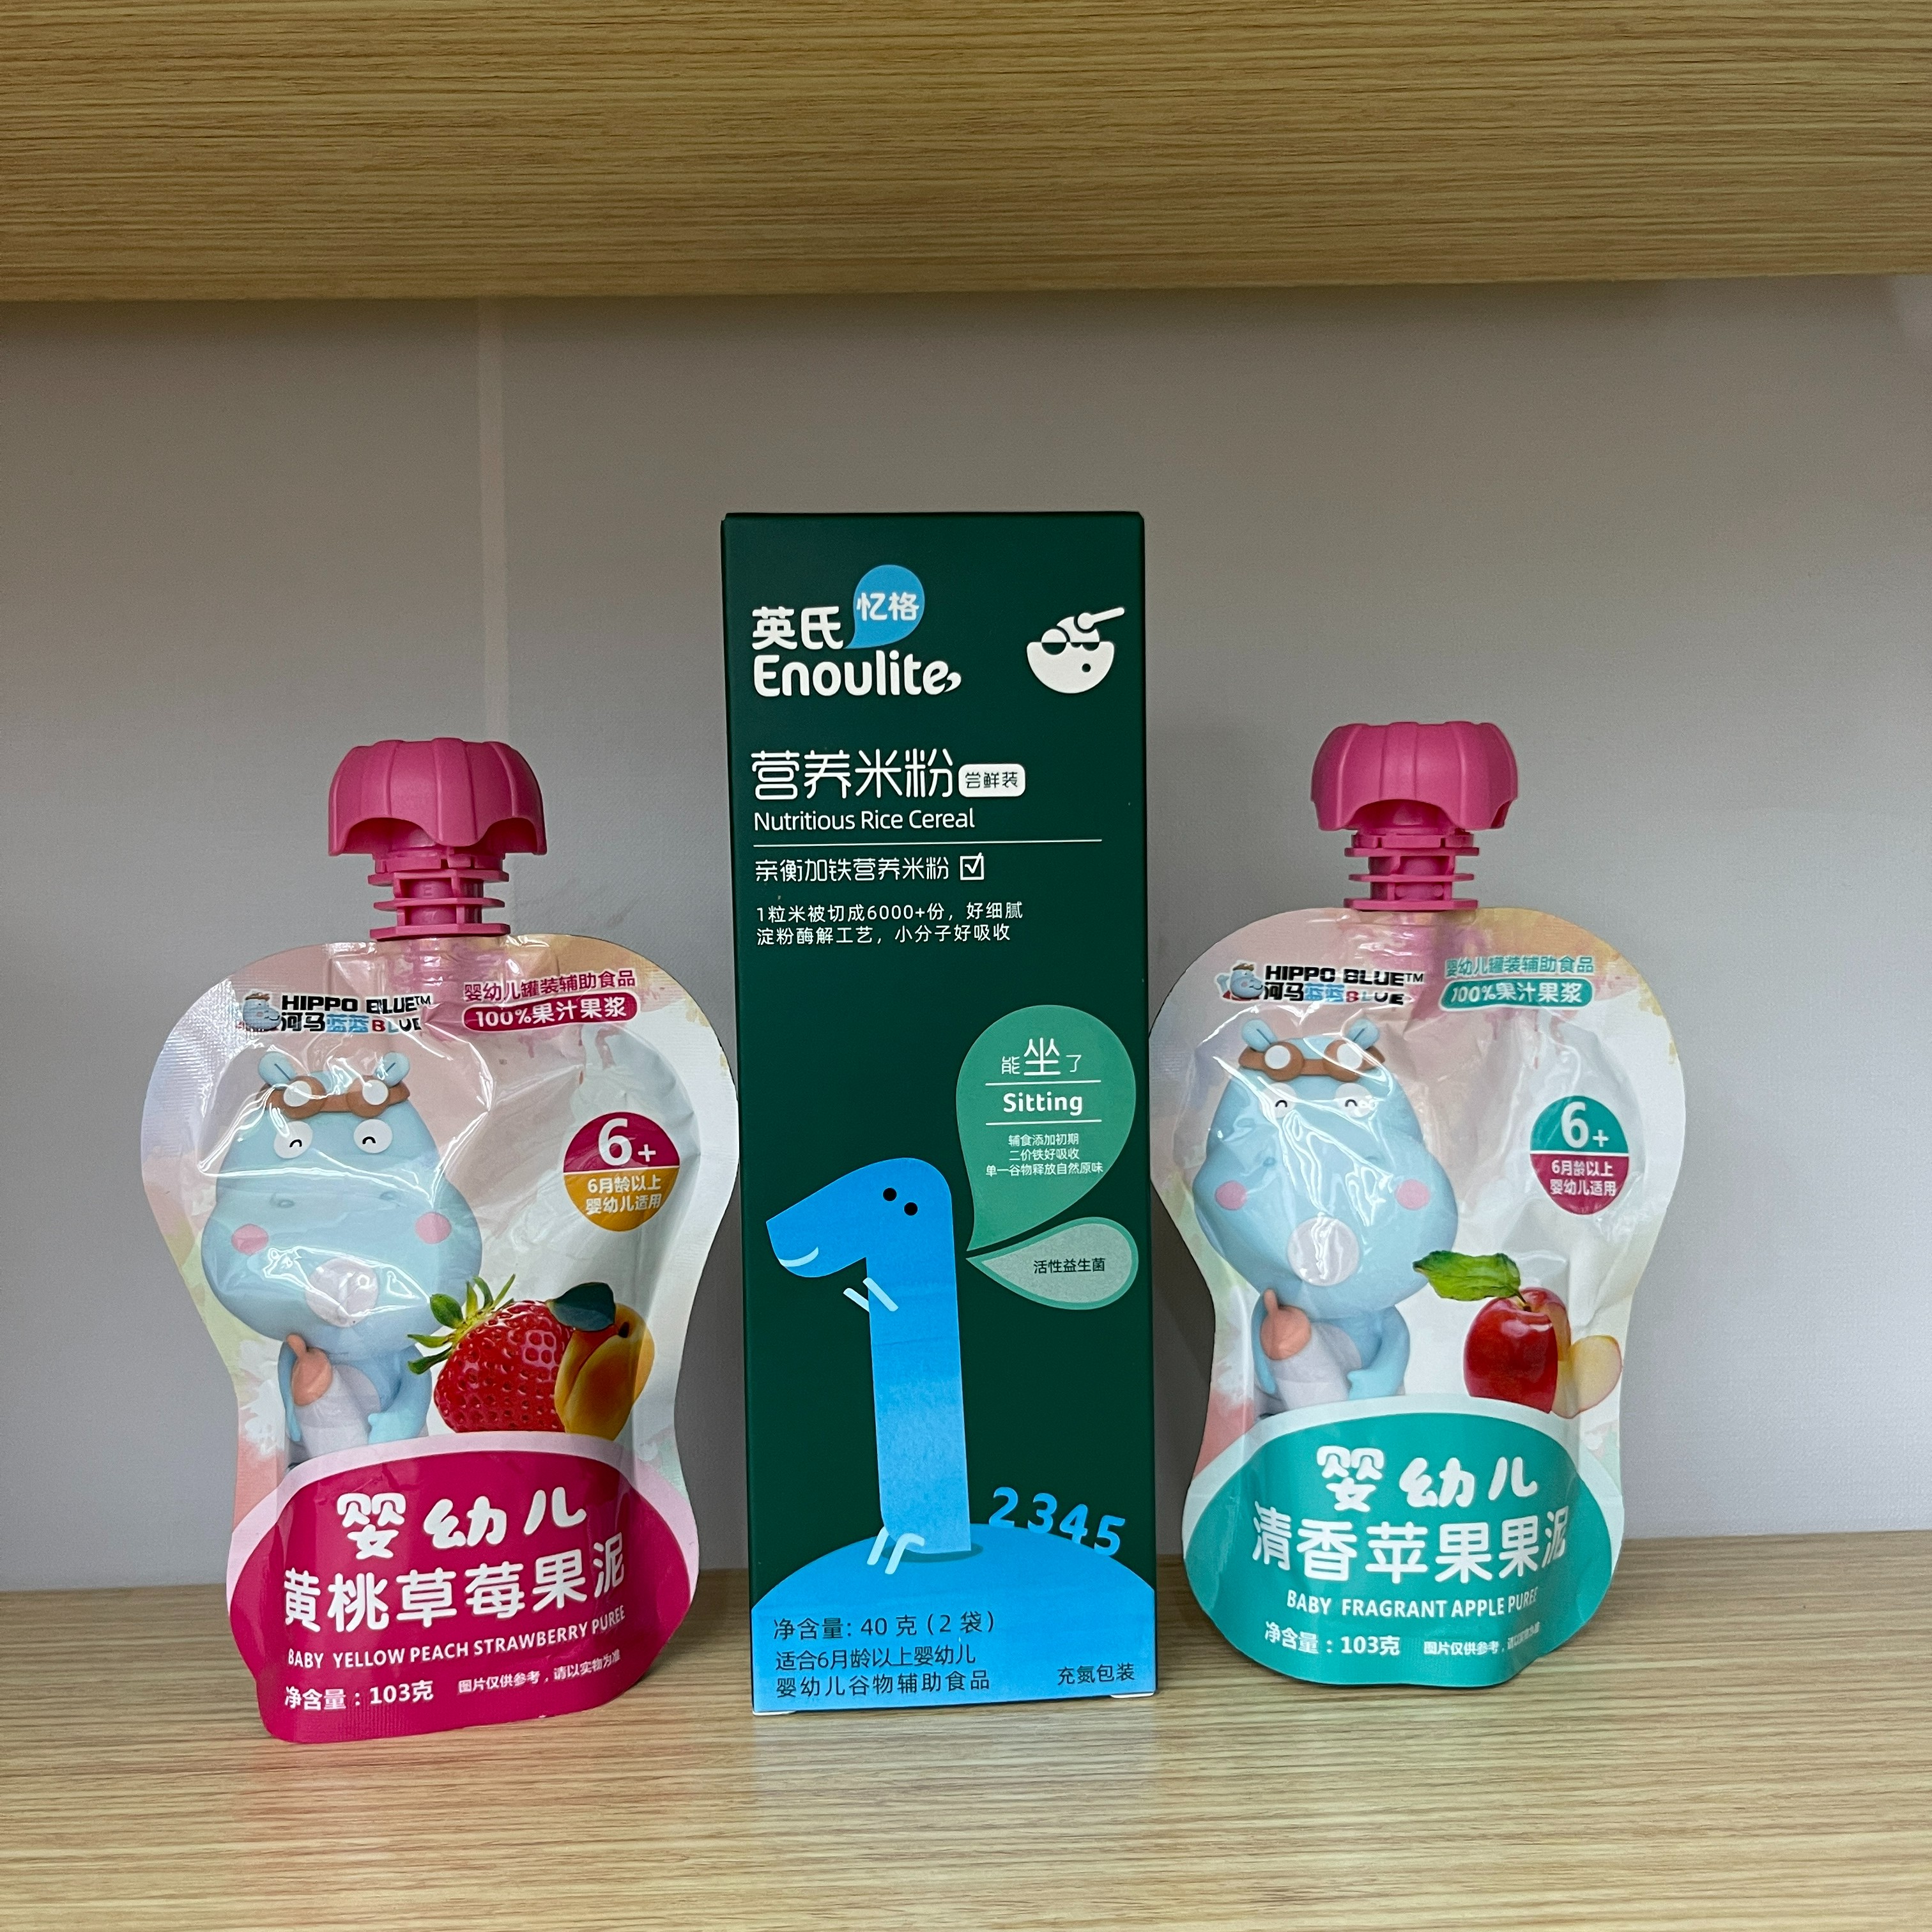 HIPPO BLUE™
河马蓝蓝BLUE
婴幼儿罐装辅助食品
100%果汁果浆
6+
6月龄以上
婴幼儿适用
婴幼儿
黄桃草莓果泥
BABY YELLOW PEACH STRAWBERRY PUREE
净含量：103克
图片仅供参考，请以实物为准
英氏
忆格
Enoulite
营养米粉
尝鲜装
Nutritious Rice Cereal
亲衡加铁营养米粉
1粒米被切成6000+份，好细腻
淀粉酶解工艺，小分子好吸收
能坐了
Sitting
辅食添加初期
二价铁好吸收
单一谷物释放自然原味
活性益生菌
1
2345
净含量: 40 克 (2 袋)
适合6月龄以上婴幼儿
婴幼儿谷物辅助食品
充氮包装
HIPPO BLUE™
河马蓝蓝BLUE
婴幼儿罐装辅助食品
100%果汁果浆
6+
6月龄以上
婴幼儿适用
婴幼儿
清香苹果果泥
BABY FRAGRANT APPLE PUREE
净含量：103克
图片仅供参考，